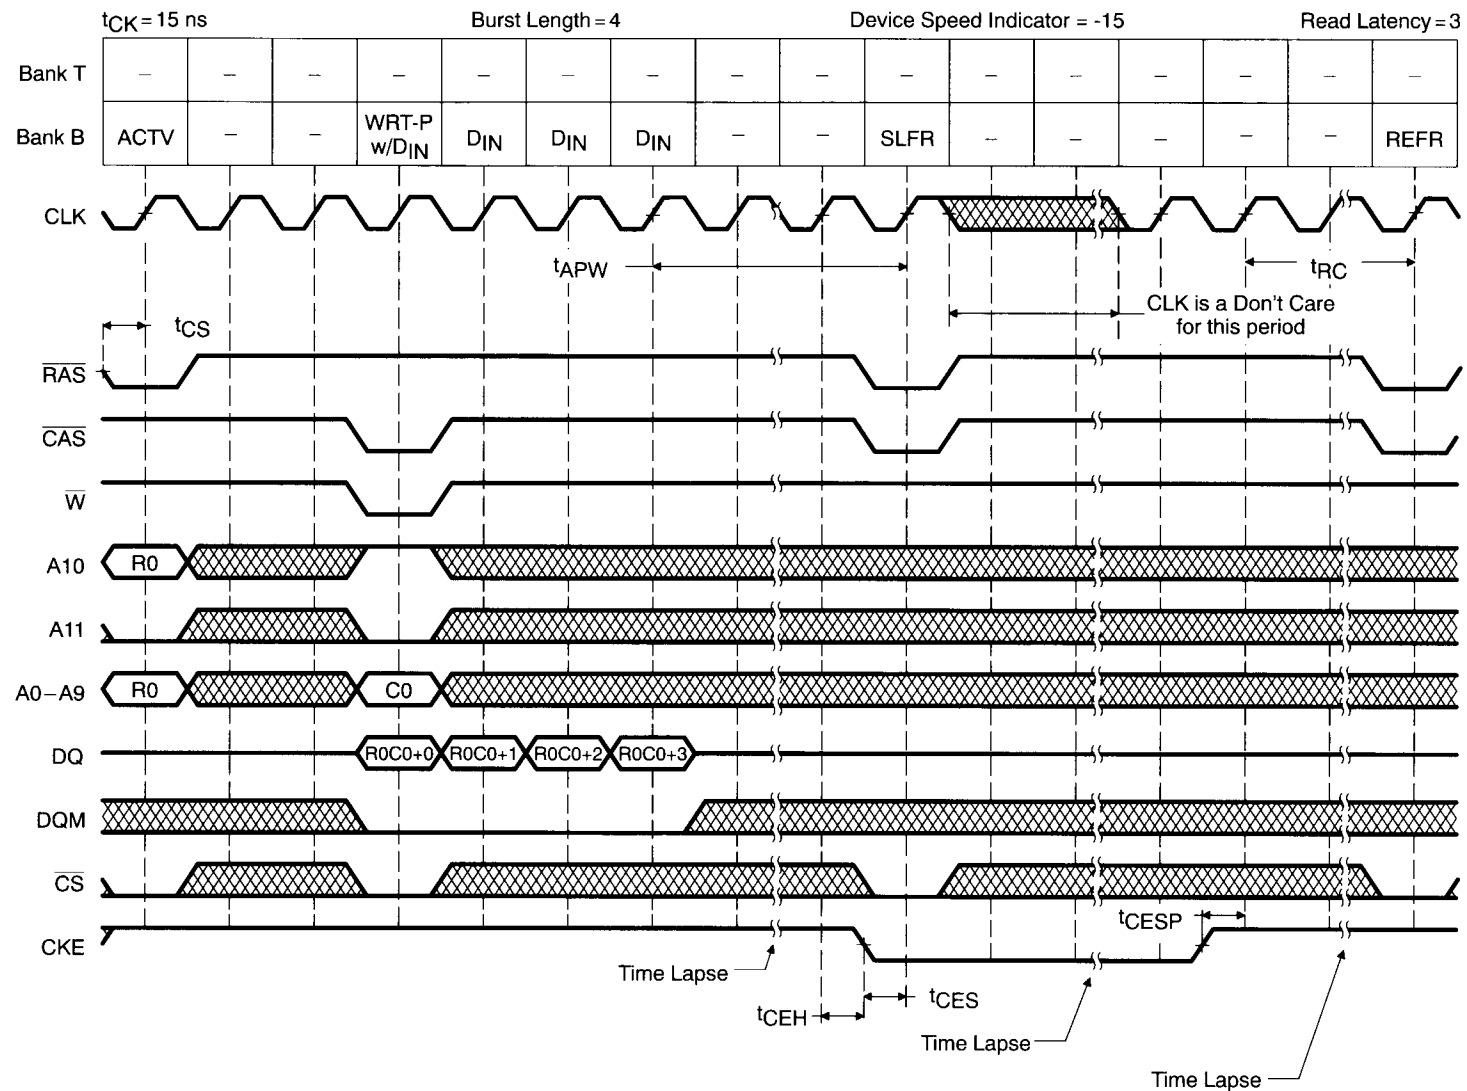 tCK = 15 ns Burst Length = 4 Device Speed Indicator = -15 Read Latency = 3
Bank T – – – – – – – – – – – – – – – –
Bank B ACTV – – WRT-P w/DIN DIN DIN DIN – – SLFR – – – – – REFR
CLK
tAPW tRC
CLK is a Don't Care
for this period
tCS
RAS
CAS
W
A10 R0
A11
A0–A9 R0 C0
DQ R0C0+0 R0C0+1 R0C0+2 R0C0+3
DQM
CS
tCESP
CKE
Time Lapse
tCES
tCEH
Time Lapse
Time Lapse